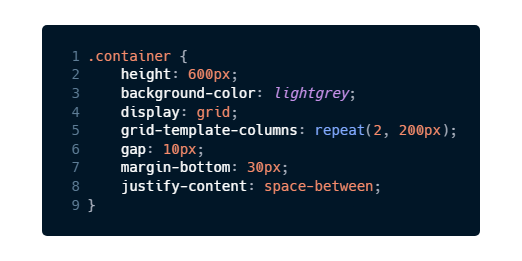 1 .container {
2     height: 600px;
3     background-color: lightgrey;
4     display: grid;
5     grid-template-columns: repeat(2, 200px);
6     gap: 10px;
7     margin-bottom: 30px;
8     justify-content: space-between;
9 }